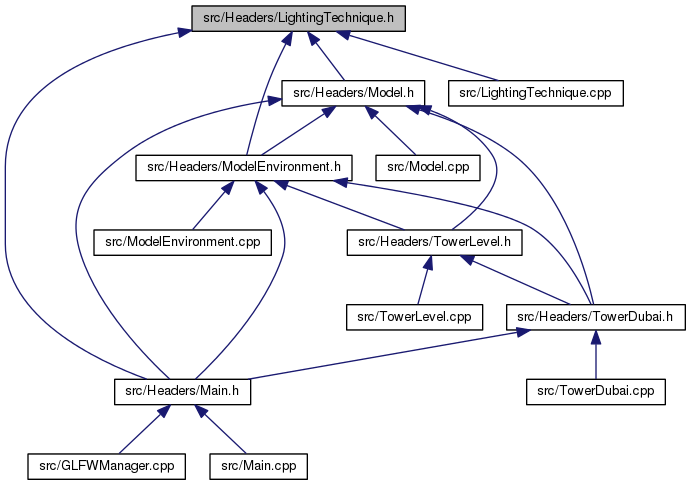 src/Headers/LightingTechnique.h
src/Headers/Model.h
src/LightingTechnique.cpp
src/Headers/ModelEnvironment.h
src/Model.cpp
src/ModelEnvironment.cpp
src/Headers/TowerLevel.h
src/TowerLevel.cpp
src/Headers/TowerDubai.h
src/Headers/Main.h
src/TowerDubai.cpp
src/GLFWManager.cpp
src/Main.cpp